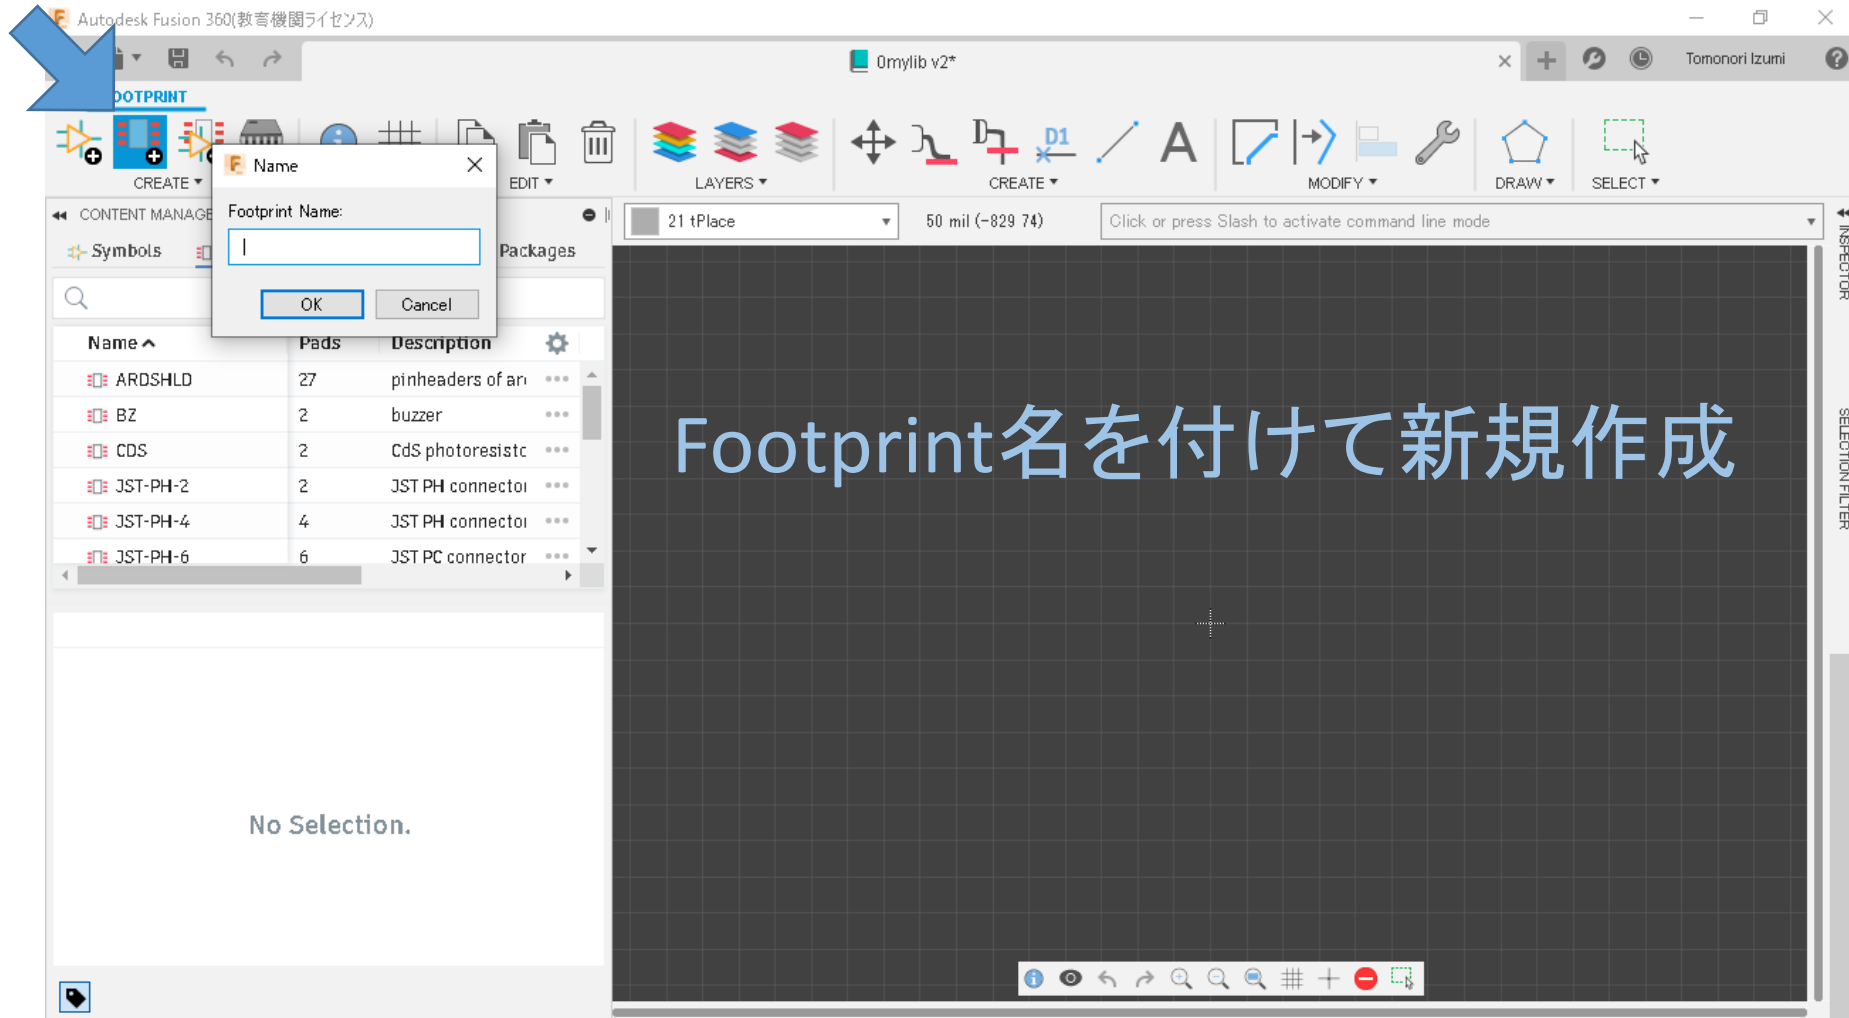 Autodesk Fusion 360(教育機関ライセンス)
0mylib v2*
Tomonori Izumi
OOTPRINT
D1
A
CREATE
EDIT
LAYERS
CREATE
MODIFY
DRAW
SELECT
Name
Footprint Name:
OK
Cancel
CONTENT MANAGE
Symbols
Packages
21 tPlace
50 mil (-829 74)
Click or press Slash to activate command line mode
INSPECTOR
SELECTION FILTER
Name Pads Description
ARDSHLD 27 pinheaders of ar
BZ 2 buzzer
CDS 2 CdS photoresist
JST-PH-2 2 JST PH connecto
JST-PH-4 4 JST PH connecto
JST-PH-6 6 JST PC connector
Footprint名を付けて新規作成
No Selection.